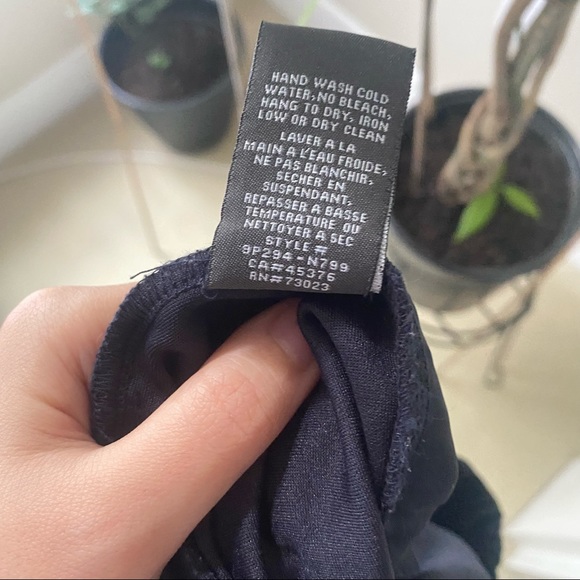 HAND WASH COLD
WATER, NO BLEACH,
HANG TO DRY, IRON
LOW OR DRY CLEAN
LAVER A LA
MAIN A L'EAU FROIDE,
NE PAS BLANCHIR,
SECHER EN
SUSPENDANT,
REPASSER A BASSE
TEMPERATURE OU
NETTOYER A SEC
STYLE#
9P294-N799
CA#45376
RN#73023